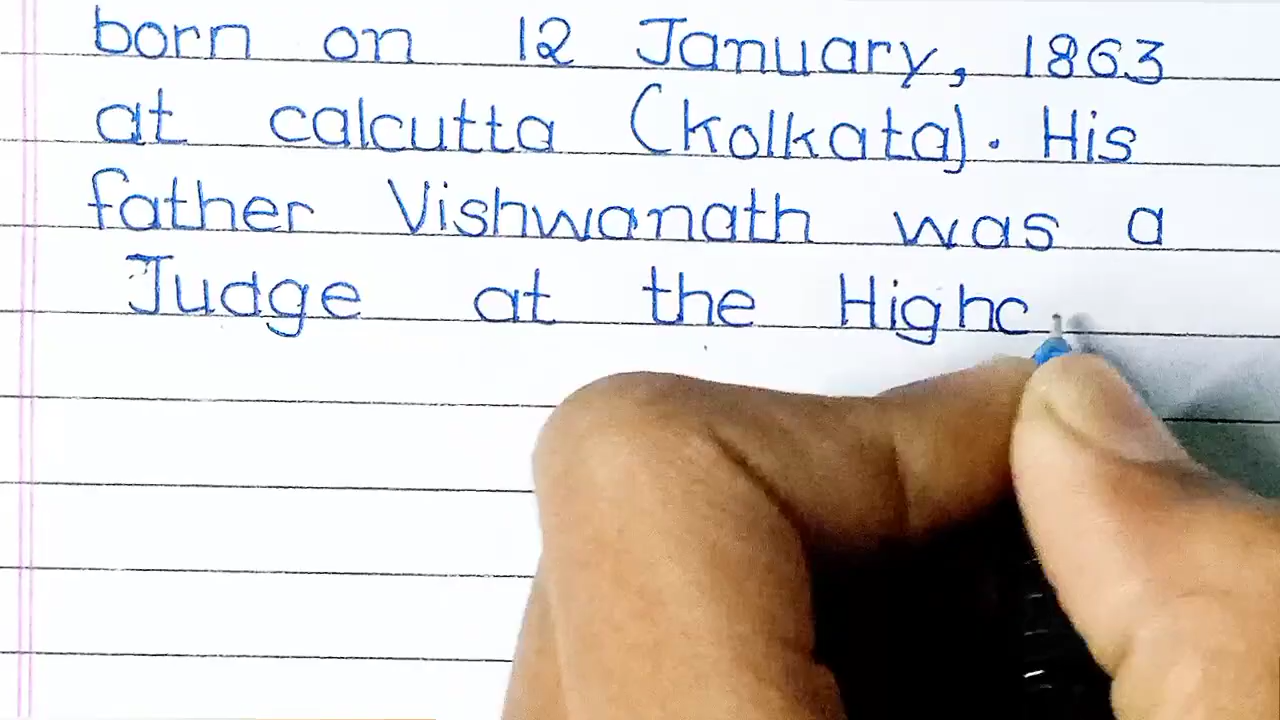 born on 12 January, 1863
at calcutta (Kolkata). His
father Vishwanath was a
Judge at the Highc